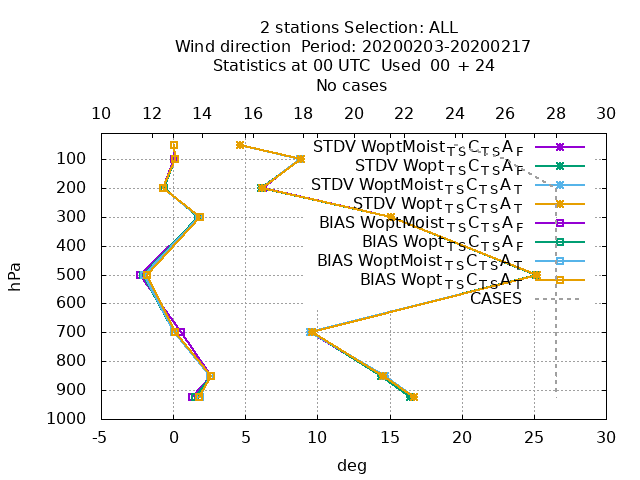 2 stations Selection: ALL
Wind direction  Period: 20200203-20200217
Statistics at 00 UTC  Used  00 + 24
No cases
10 12 14 16 18 20 22 24 26 28 30
STDV WoptMoist_TS C_TS A_F
STDV Wopt_TS C_TS A_F
STDV WoptMoist_TS C_TS A_T
STDV Wopt_TS C_TS A_T
BIAS WoptMoist_TS C_TS A_F
BIAS Wopt_TS C_TS A_F
BIAS WoptMoist_TS C_TS A_T
BIAS Wopt_TS C_TS A_T
CASES
hPa
100
200
300
400
500
600
700
800
900
1000
-5 0 5 10 15 20 25 30
deg